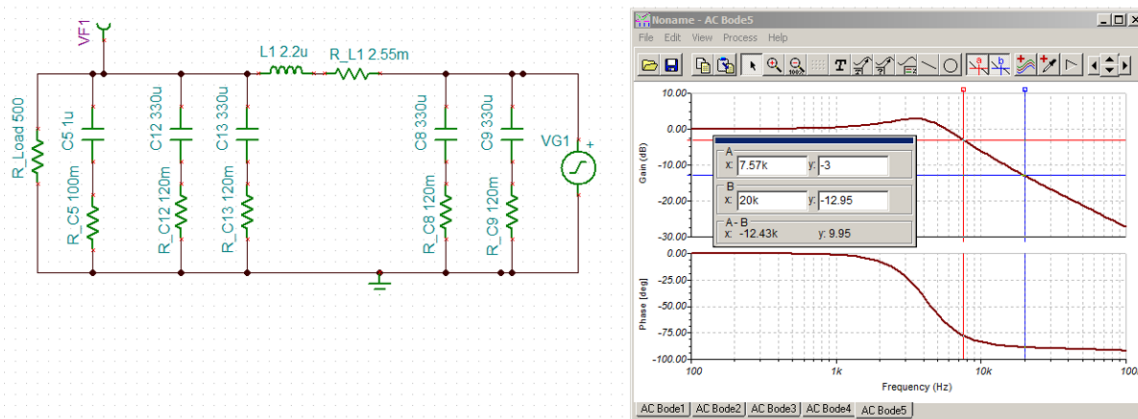 VF1
L1 2.2u
R_L1 2.55m
R_Load 500
C5 1u
R_C5 100m
C12 330u
R_C12 120m
C13 330u
R_C13 120m
C8 330u
R_C8 120m
C9 330u
R_C9 120m
VG1
+
Noname - AC Bode5
File Edit View Process Help
100%
T
a b
10.00
0.00
-10.00
-20.00
-30.00
Gain (dB)
A
x: 7.57k y: -3
B
x: 20k y: -12.95
A - B
x: -12.43k y: 9.95
0.00
-25.00
-50.00
-75.00
-100.00
Phase [deg]
100 1k 10k 100k
Frequency (Hz)
AC Bode1 AC Bode2 AC Bode3 AC Bode4 AC Bode5